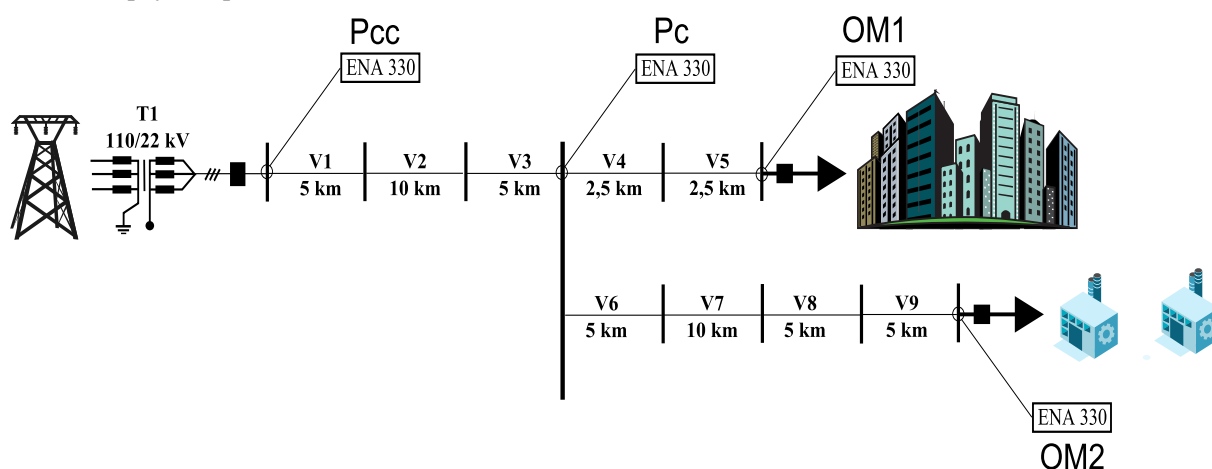 Pcc
Pc
OM1
ENA 330
ENA 330
ENA 330
T1
110/22 kV
V1
V2
V3
V4
V5
5 km
10 km
5 km
2,5 km
2,5 km
V6
V7
V8
V9
5 km
10 km
5 km
5 km
ENA 330
OM2